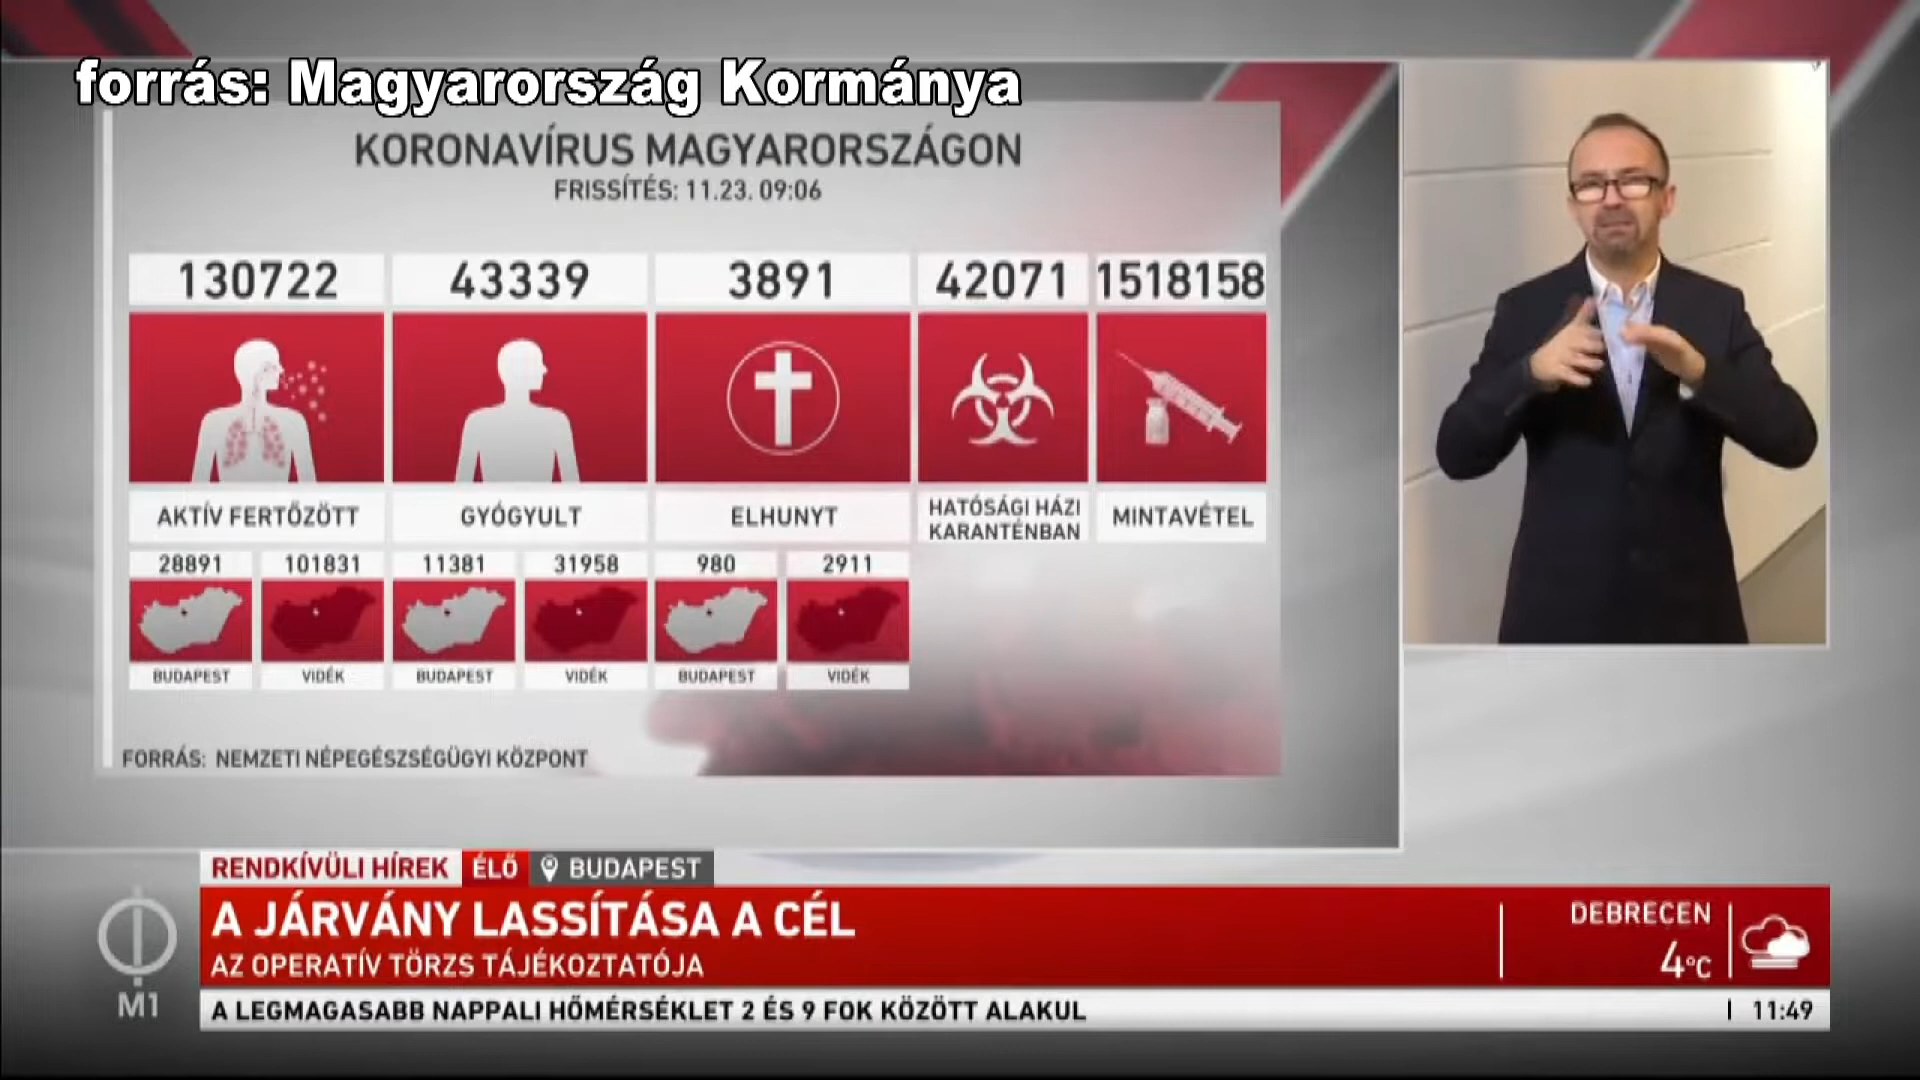 forrás: Magyarország Kormánya
KORONAVÍRUS MAGYARORSZÁGON
FRISSÍTÉS: 11.23. 09:06
130722
43339
3891
42071
1518158
AKTÍV FERTŐZÖTT
GYÓGYULT
ELHUNYT
HATÓSÁGI HÁZI
KARANTÉNBAN
MINTAVÉTEL
28891
101831
11381
31958
980
2911
BUDAPEST
VIDÉK
BUDAPEST
VIDÉK
BUDAPEST
VIDÉK
FORRÁS: NEMZETI NÉPEGÉSZSÉGÜGYI KÖZPONT
RENDKÍVÜLI HÍREK ÉLŐ BUDAPEST
A JÁRVÁNY LASSÍTÁSA A CÉL
AZ OPERATÍV TÖRZS TÁJÉKOZTATÓJA
DEBRECEN
4°C
M1
A LEGMAGASABB NAPPALI HŐMÉRSÉKLET 2 ÉS 9 FOK KÖZÖTT ALAKUL
11:49